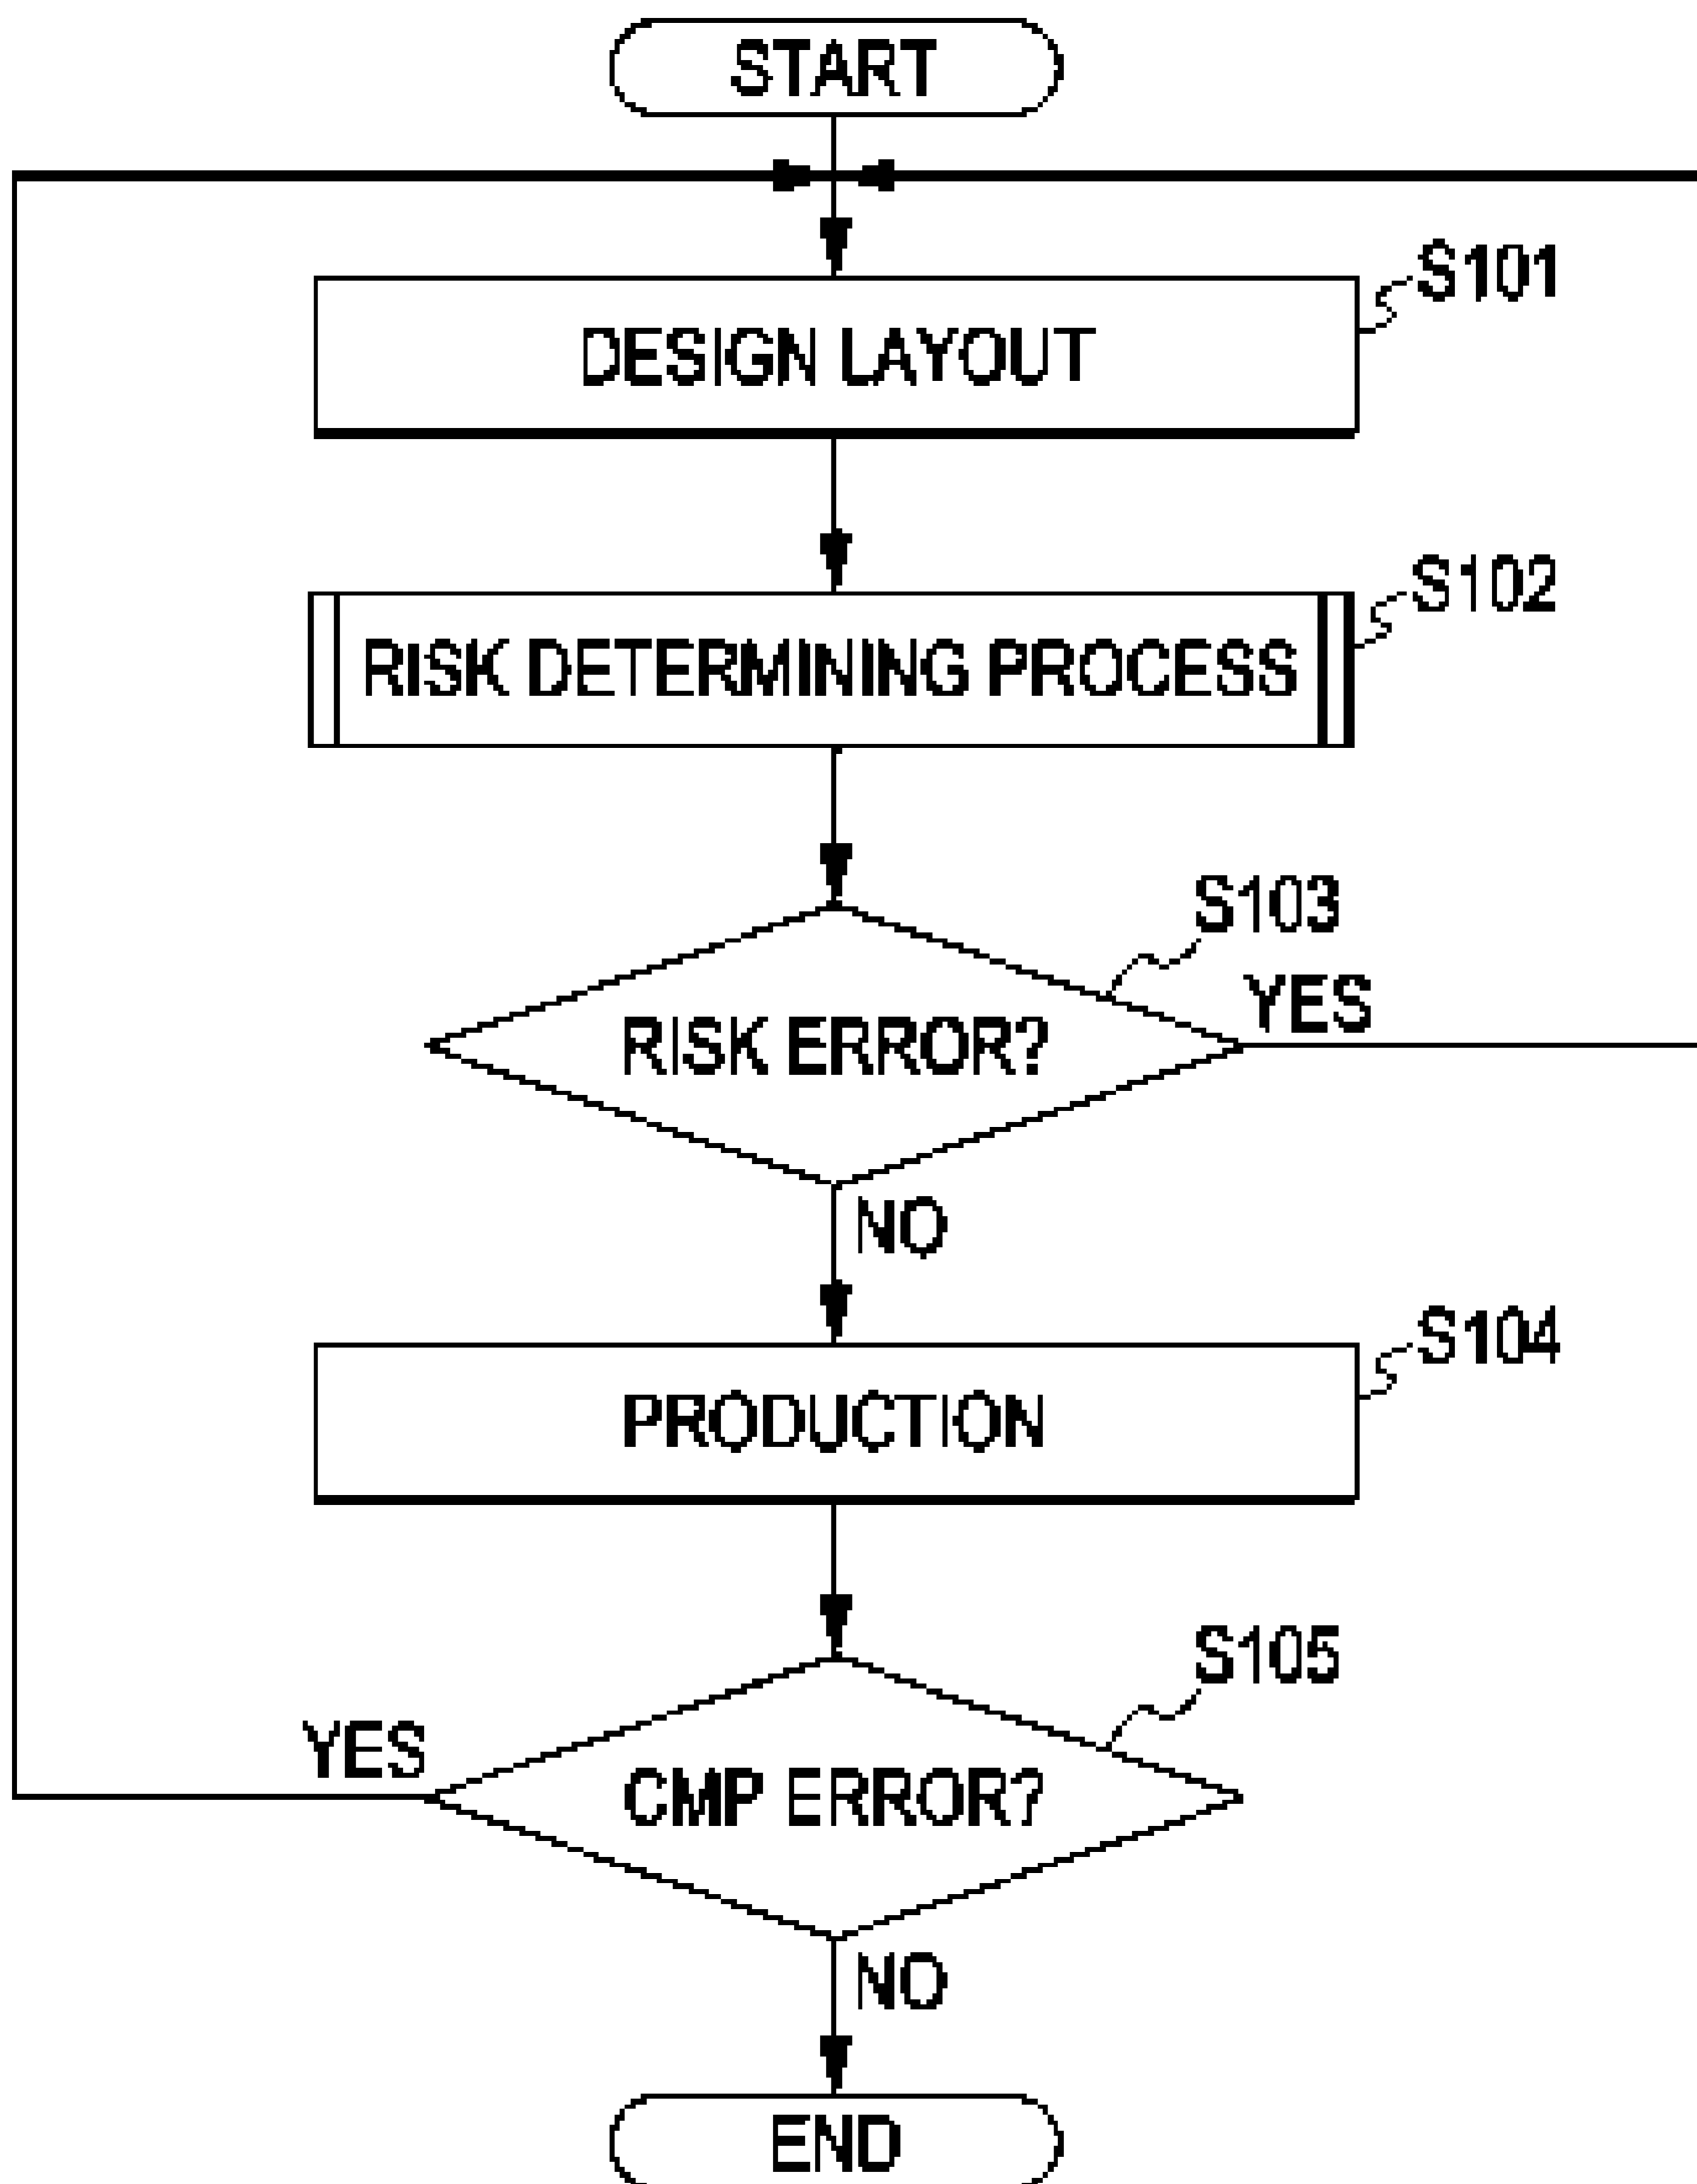 START
S101
DESIGN LAYOUT
S102
RISK DETERMINING PROCESS
S103
YES
RISK ERROR?
NO
S104
PRODUCTION
S105
YES
CMP ERROR?
NO
END